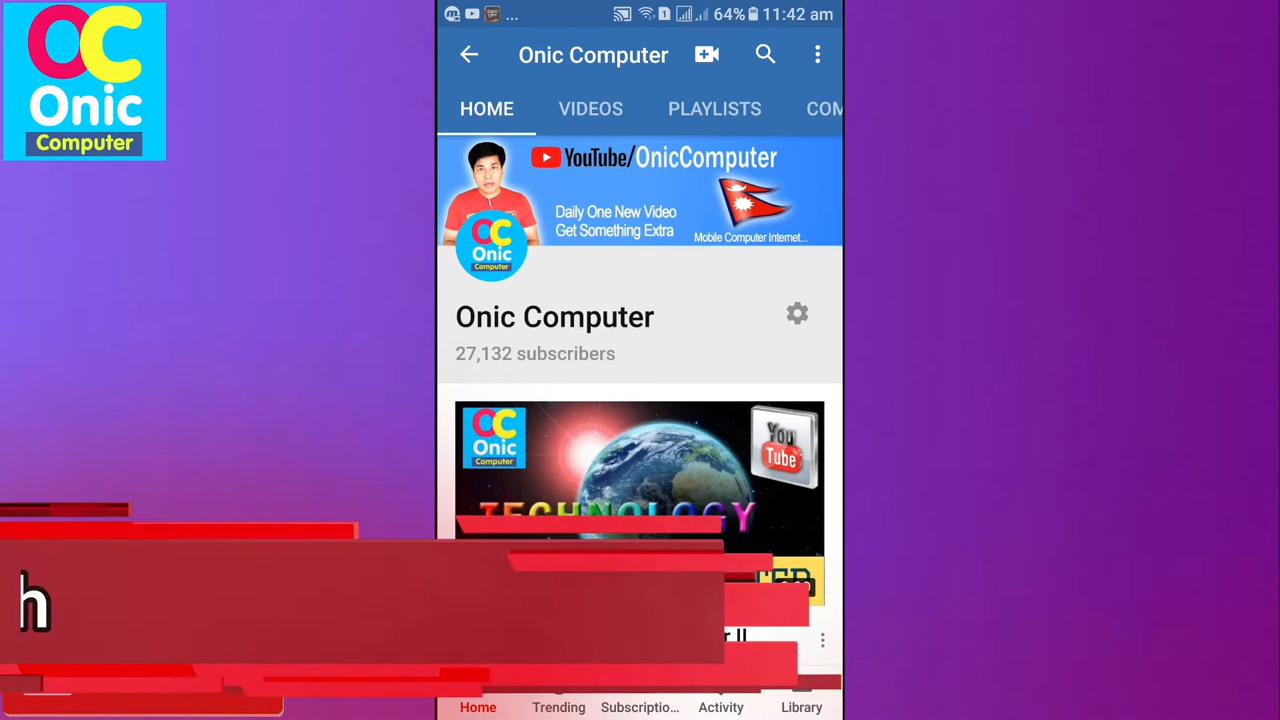 OC
Onic
Computer
... 1 64% 11:42 am
Onic Computer
HOME VIDEOS PLAYLISTS COM
YouTube/OnicComputer
Daily One New Video
Get Something Extra
Mobile Computer Internet...
OC
Onic
Computer
Onic Computer
27,132 subscribers
OC
Onic
Computer
You
Tube
TECHNOLOGY
h
Home Trending Subscriptio... Activity Library